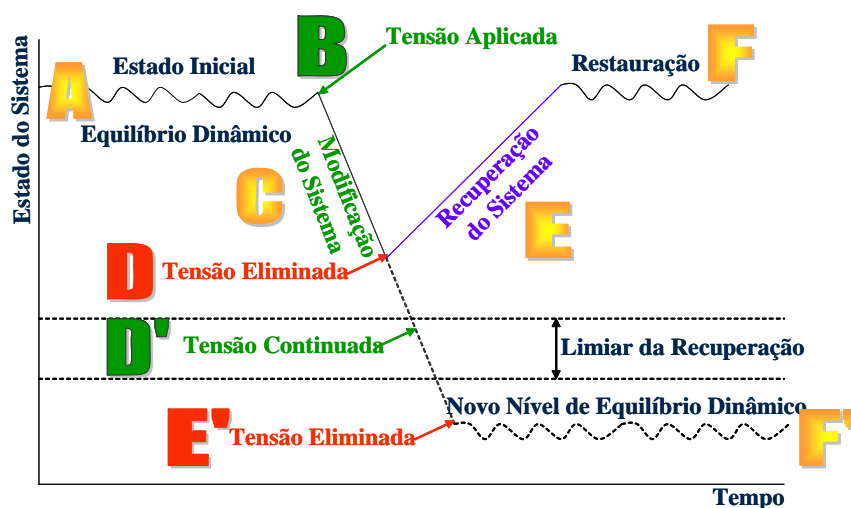 B
Tensão Aplicada
F
Estado Inicial
Restauração
A
Equilíbrio Dinâmico
Estado do Sistema
Modificação
do Sistema
Recuperação
do Sistema
C
E
D
Tensão Eliminada
D'
Tensão Continuada
Limiar da Recuperação
Novo Nível de Equilíbrio Dinâmico
E'
Tensão Eliminada
F'
Tempo